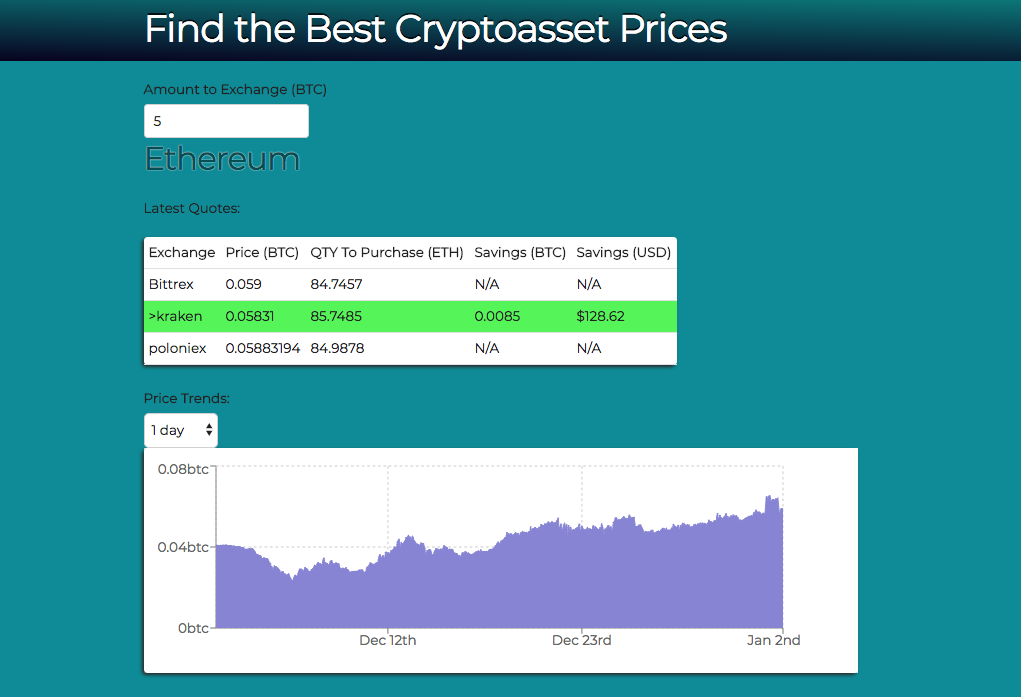 Find the Best Cryptoasset Prices
Amount to Exchange (BTC)
5
Ethereum
Latest Quotes:
Exchange Price (BTC) QTY To Purchase (ETH) Savings (BTC) Savings (USD)
Bittrex 0.059 84.7457 N/A N/A
>kraken 0.05831 85.7485 0.0085 $128.62
poloniex 0.05883194 84.9878 N/A N/A
Price Trends:
1 day
0.08btc
0.04btc
0btc
Dec 12th Dec 23rd Jan 2nd